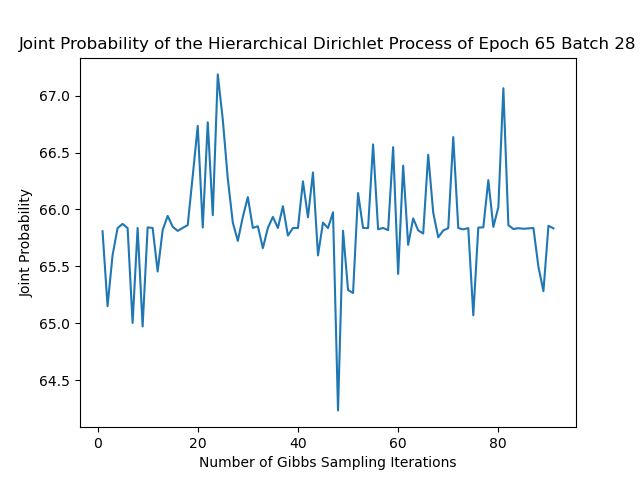 Joint Probability of the Hierarchical Dirichlet Process of Epoch 65 Batch 28
67.0
66.5
66.0
65.5
65.0
64.5
Joint Probability
0 20 40 60 80
Number of Gibbs Sampling Iterations